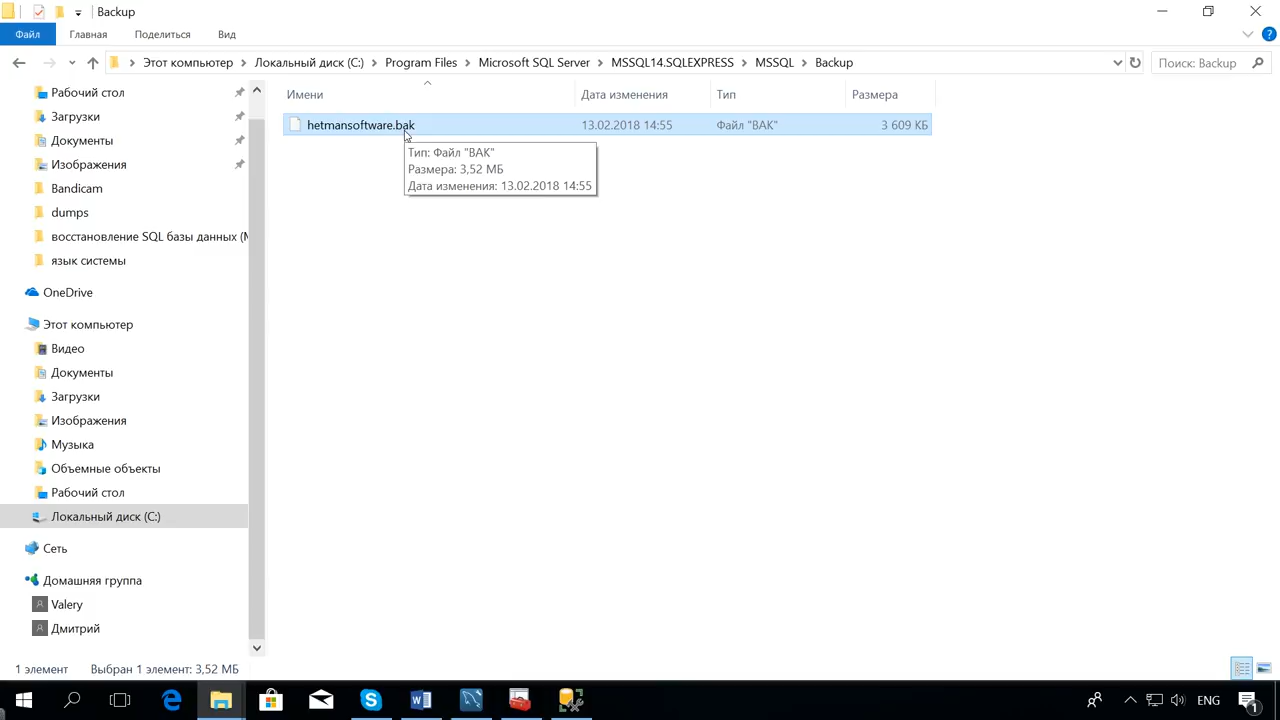 Backup
Файл Главная Поделиться Вид
Этот компьютер Локальный диск (C:) Program Files Microsoft SQL Server MSSQL14.SQLEXPRESS MSSQL Backup Поиск: Backup
Рабочий стол
Загрузки
Документы
Изображения
Bandicam
dumps
восстановление SQL базы данных (М
язык системы
OneDrive
Этот компьютер
Видео
Документы
Загрузки
Изображения
Музыка
Объемные объекты
Рабочий стол
Локальный диск (C:)
Сеть
Домашняя группа
Valery
Дмитрий
Имени Дата изменения Тип Размера
hetmansoftware.bak 13.02.2018 14:55 Файл "BAK" 3 609 КБ
Тип: Файл "BAK"
Размера: 3,52 МБ
Дата изменения: 13.02.2018 14:55
1 элемент Выбран 1 элемент: 3,52 МБ
ENG
1